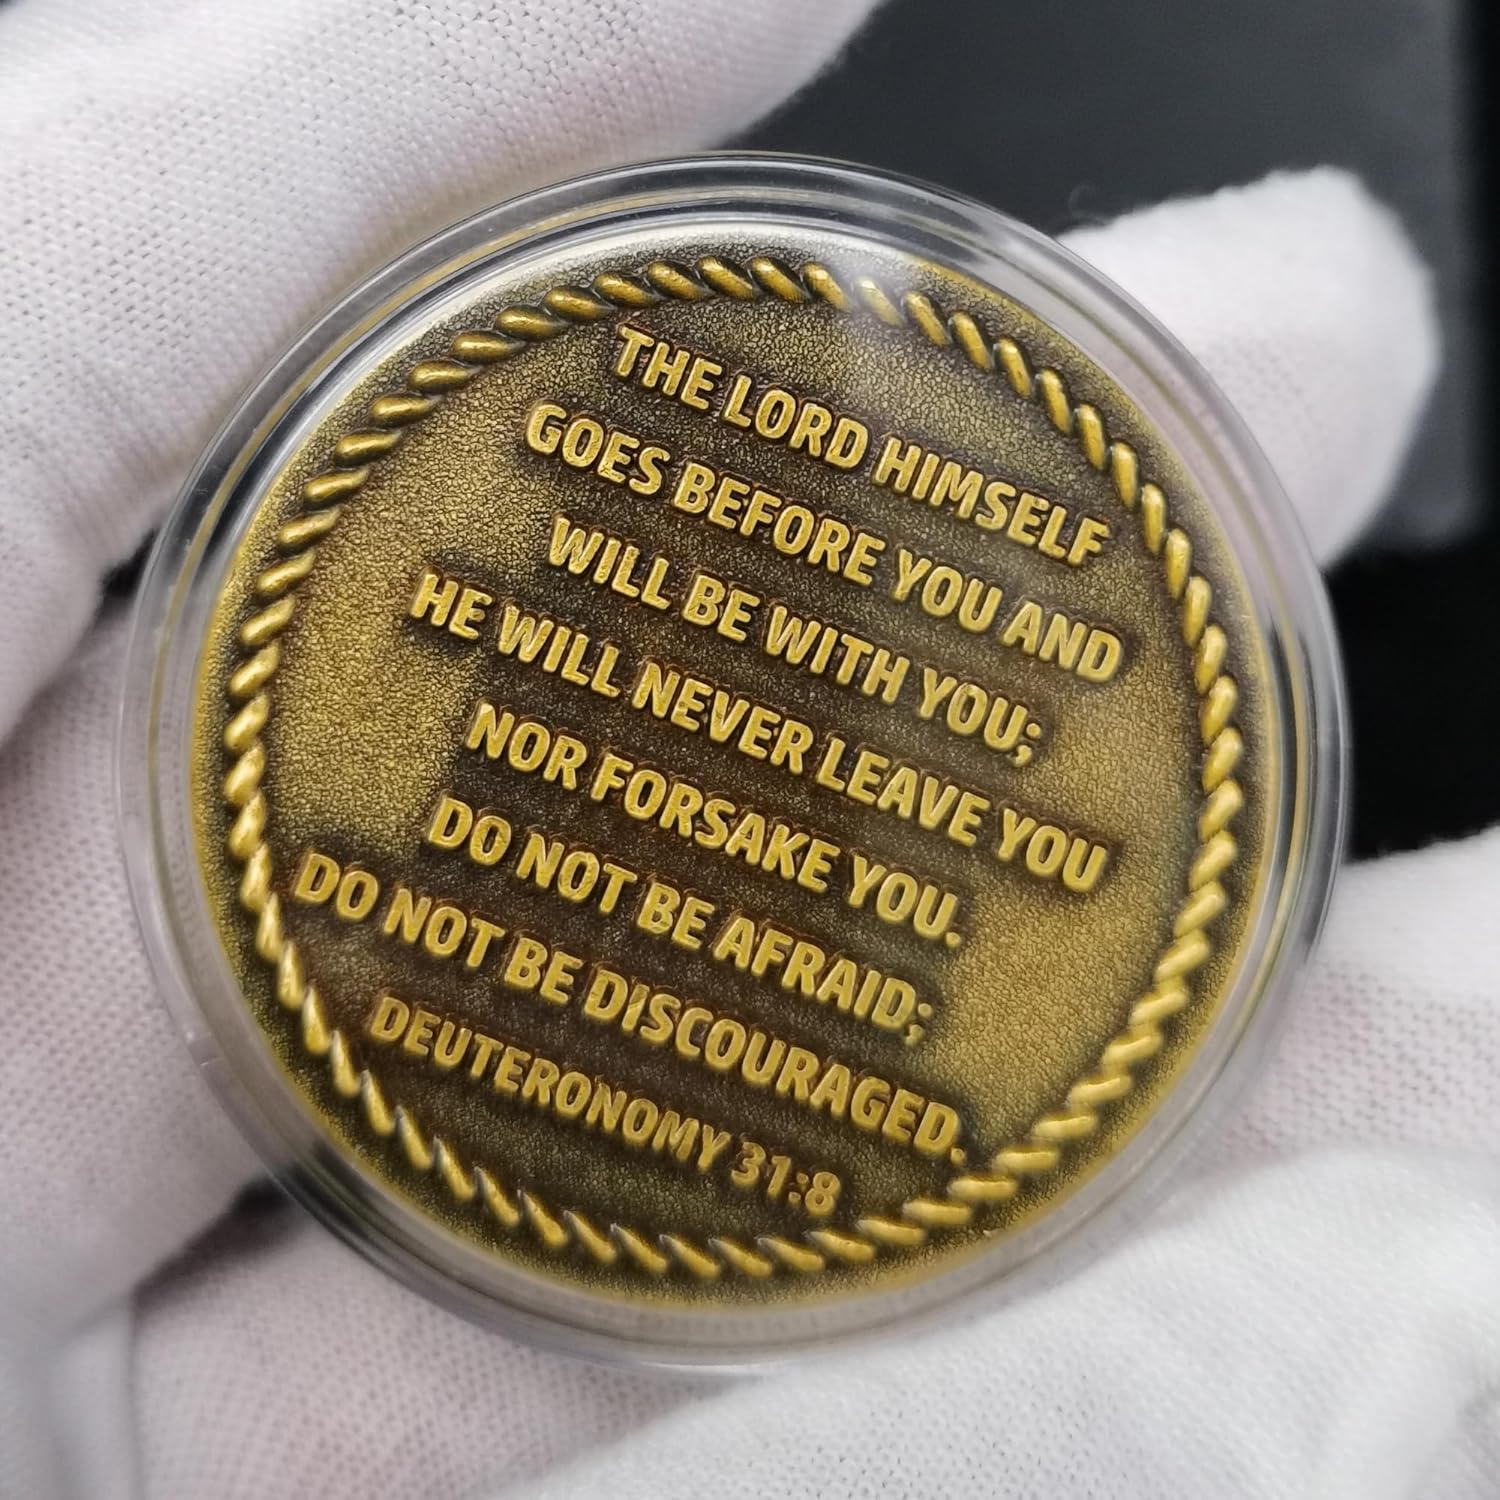 THE LORD HIMSELF
GOES BEFORE YOU AND
WILL BE WITH YOU;
HE WILL NEVER LEAVE YOU
NOR FORSAKE YOU.
DO NOT BE AFRAID;
DO NOT BE DISCOURAGED.
DEUTERONOMY 31:8